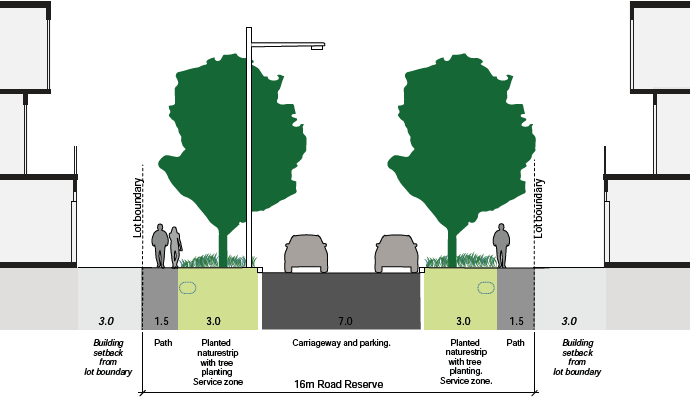 Lot boundary
Lot boundary
3.0
1.5
3.0
7.0
3.0
1.5
3.0
Building
setback
from
lot boundary
Path
Planted
naturestrip
with tree
planting
Service zone
Carriageway and parking.
Planted
naturestrip
with tree
planting.
Service zone.
Path
Building
setback
from
lot boundary
16m Road Reserve